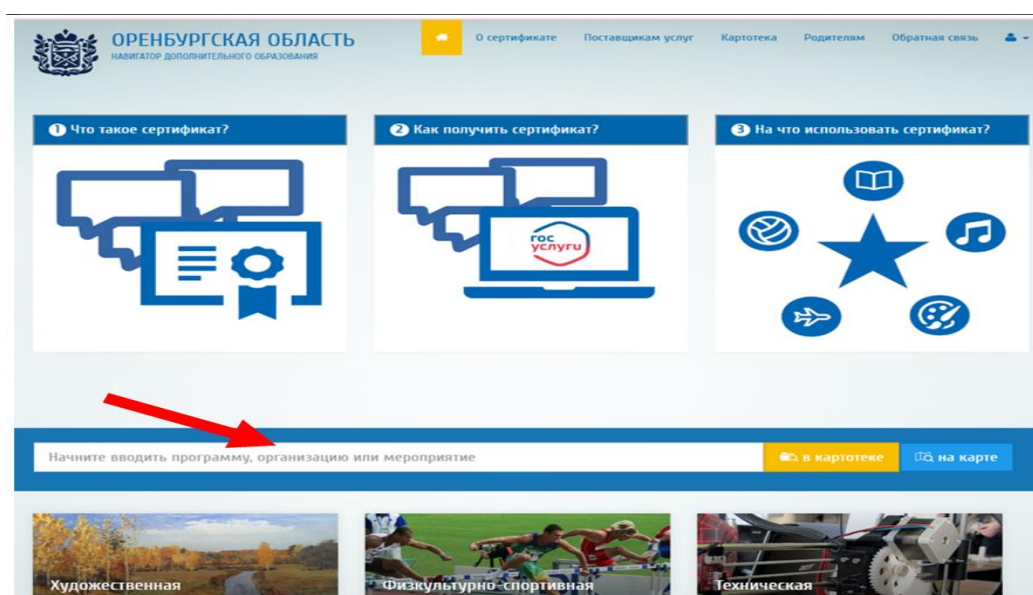 ОРЕНБУРГСКАЯ ОБЛАСТЬ
НАВИГАТОР ДОПОЛНИТЕЛЬНОГО ОБРАЗОВАНИЯ
О сертификате Поставщикам услуг Картотека Родителям Обратная связь
1 Что такое сертификат?
2 Как получить сертификат?
3 На что использовать сертификат?
гос
услуги
Начните вводить программу, организацию или мероприятие
в картотеке
на карте
Художественная
Физкультурно-спортивная
Техническая